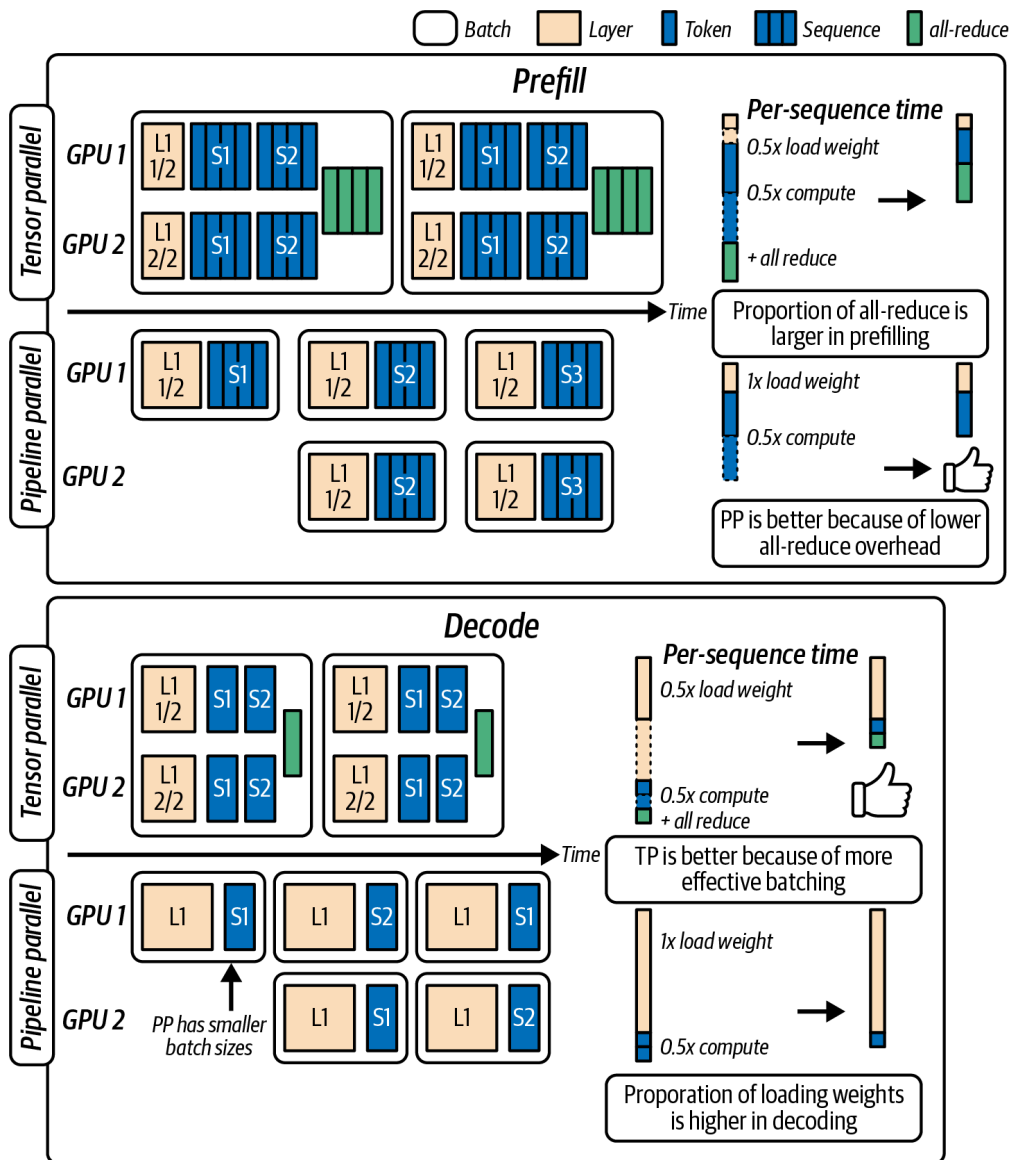 Batch Layer Token Sequence all-reduce
Prefill
Tensor parallel
GPU 1
L1
1/2
S1
S2
L1
1/2
S1
S2
GPU 2
L1
2/2
S1
S2
L1
2/2
S1
S2
Per-sequence time
0.5x load weight
0.5x compute
+ all reduce
Time
Proportion of all-reduce is
larger in prefilling
Pipeline parallel
GPU 1
L1
1/2
S1
L1
1/2
S2
L1
1/2
S3
GPU 2
L1
1/2
S2
L1
1/2
S3
1x load weight
0.5x compute
PP is better because of lower
all-reduce overhead
Decode
Tensor parallel
GPU 1
L1
1/2
S1
S2
L1
1/2
S1
S2
GPU 2
L1
2/2
S1
S2
L1
2/2
S1
S2
Per-sequence time
0.5x load weight
0.5x compute
+ all reduce
Time
TP is better because of more
effective batching
Pipeline parallel
GPU 1
L1
S1
L1
S2
L1
S1
GPU 2
L1
S1
L1
S2
PP has smaller
batch sizes
1x load weight
0.5x compute
Proporation of loading weights
is higher in decoding